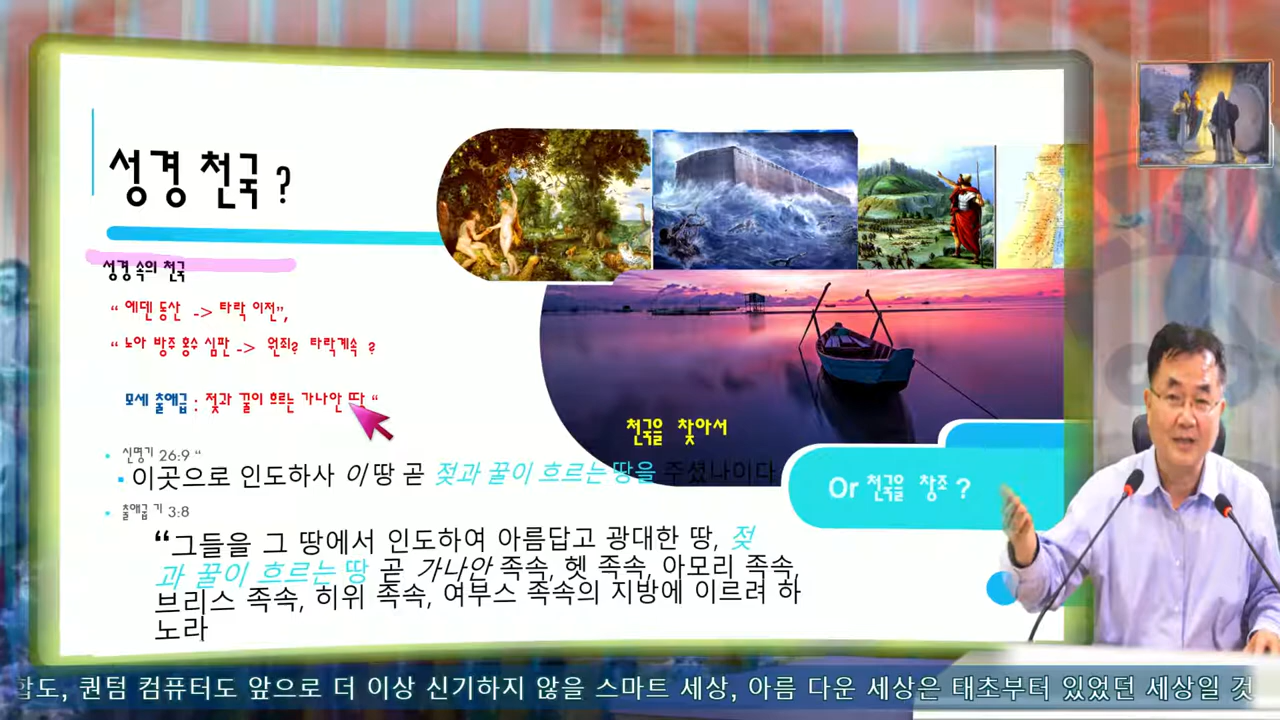 성경 천국 ?
성경 속의 천국
“ 에덴 동산 -> 타락 이전”,
“ 노아 방주 홍수 심판 -> 원죄? 타락계속 ?
모세 출애급 : 젖과 꿀이 흐르는 가나안 땅 “
천국을 찾아서
Or 천국을 창조 ?
신명기 26:9 “
이곳으로 인도하사 이 땅 곧 젖과 꿀이 흐르는 땅을 주셨나이다
출애급 기 3:8
“그들을 그 땅에서 인도하여 아름답고 광대한 땅, 젖
과 꿀이 흐르는 땅 곧 가나안 족속, 헷 족속, 아모리 족속,
브리스 족속, 히위 족속, 여부스 족속의 지방에 이르려 하
노라
퀀텀 컴퓨터도 앞으로 더 이상 신기하지 않을 스마트 세상, 아름 다운 세상은 태초부터 있었던 세상일 것